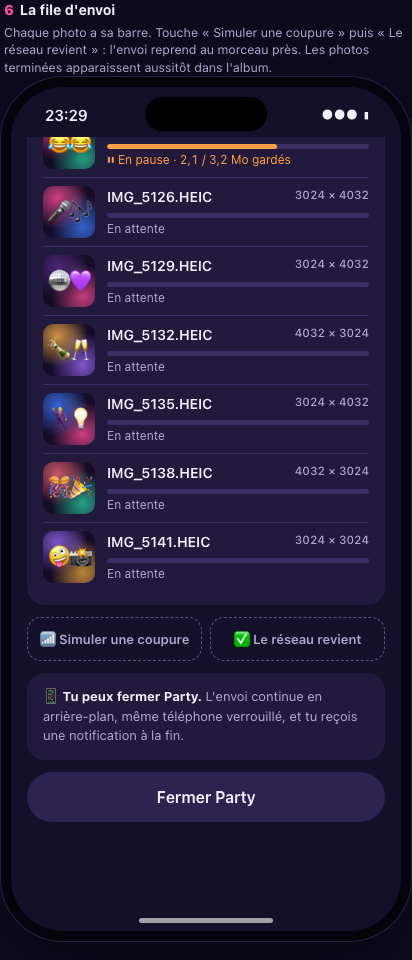 6 La file d'envoi
Chaque photo a sa barre. Touche « Simuler une coupure » puis « Le
réseau revient » : l'envoi reprend au morceau près. Les photos
terminées apparaissent aussitôt dans l'album.
23:29
En pause · 2,1 / 3,2 Mo gardés
IMG_5126.HEIC 3024 × 4032
En attente
IMG_5129.HEIC 3024 × 4032
En attente
IMG_5132.HEIC 4032 × 3024
En attente
IMG_5135.HEIC 3024 × 4032
En attente
IMG_5138.HEIC 4032 × 3024
En attente
IMG_5141.HEIC 3024 × 3024
En attente
Simuler une coupure
Le réseau revient
Tu peux fermer Party. L'envoi continue en
arrière-plan, même téléphone verrouillé, et tu reçois
une notification à la fin.
Fermer Party